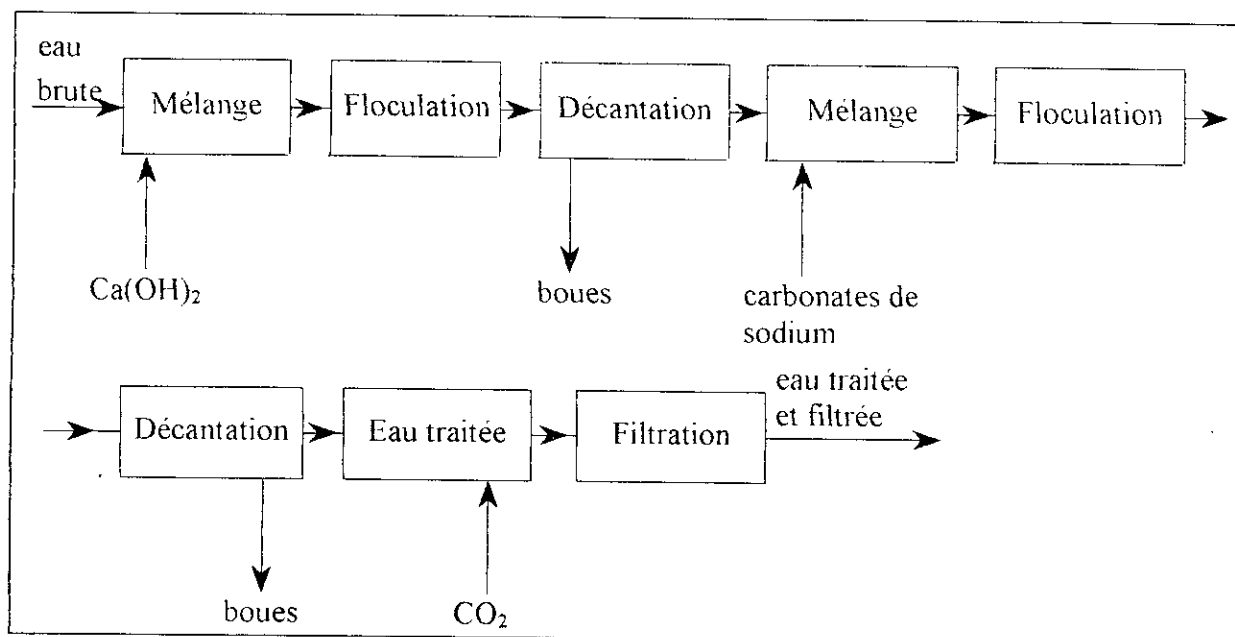 eau
brute
Mélange
Floculation
Décantation
Mélange
Floculation
Ca(OH)₂
boues
carbonates de
sodium
Décantation
Eau traitée
Filtration
eau traitée
et filtrée
boues
CO₂